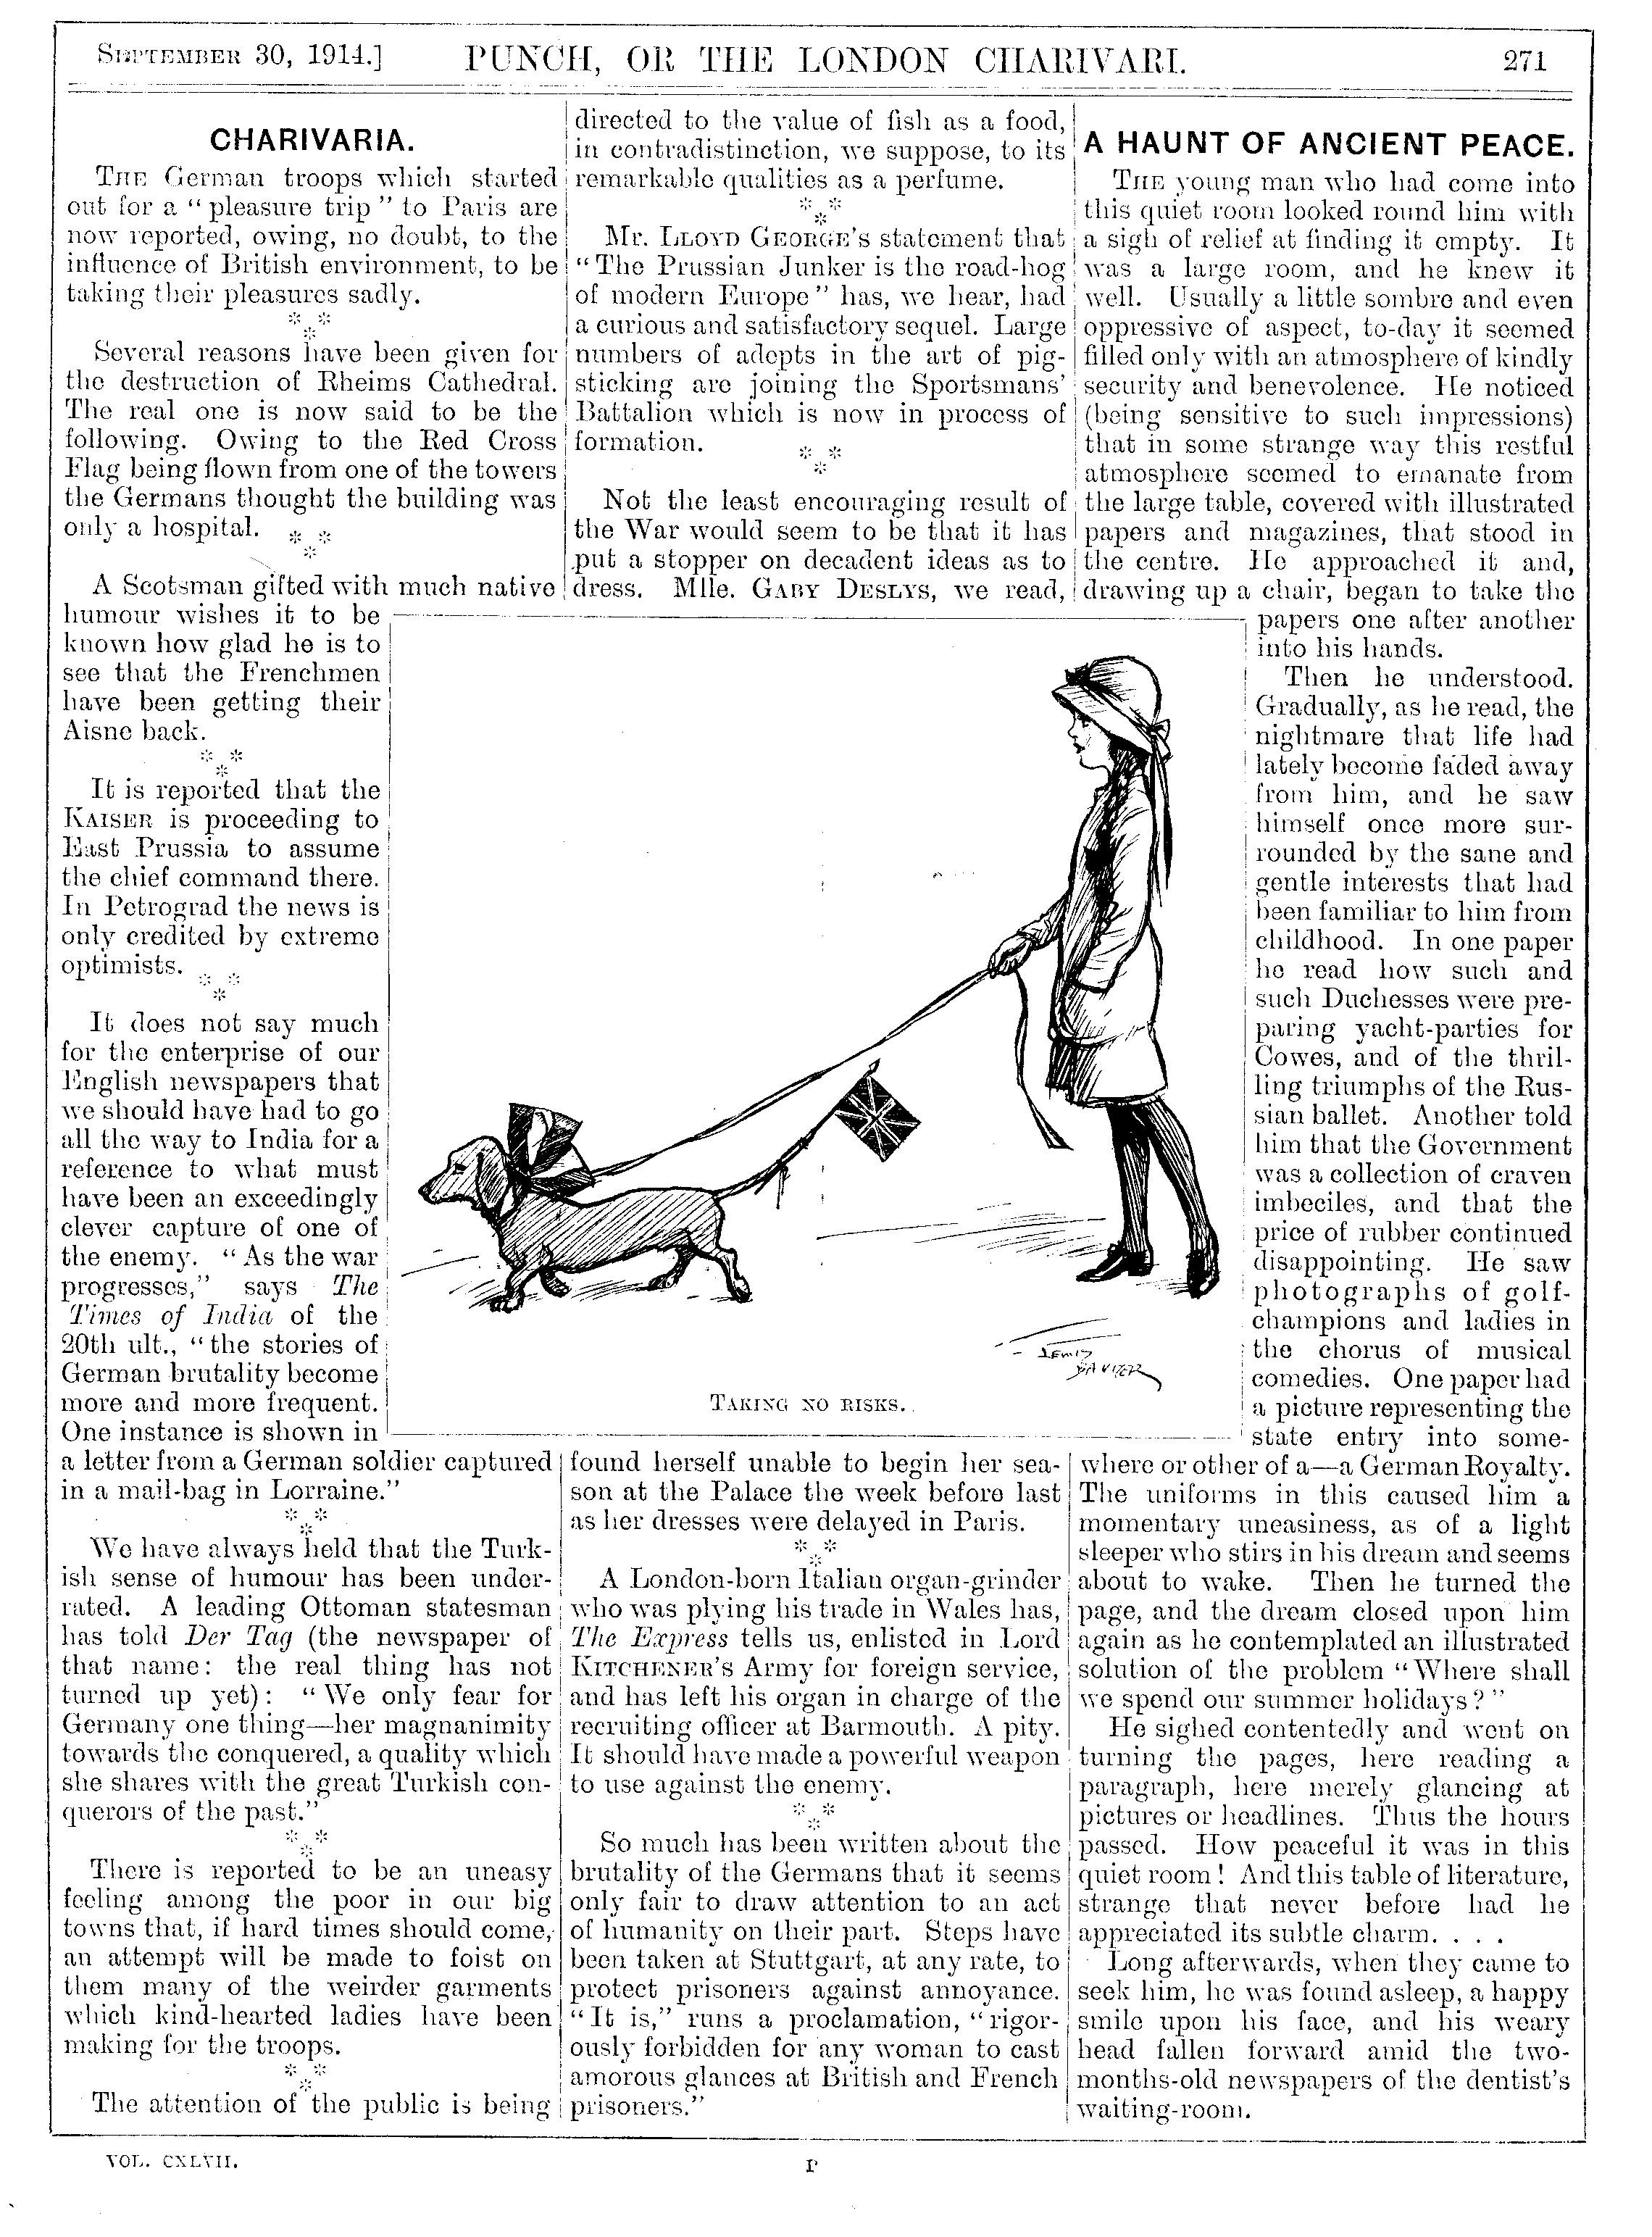 SEPTEMBER 30, 1914.] PUNCH, OR THE LONDON CHARIVARI. 271
CHARIVARIA.
THE German troops which started
out for a "pleasure trip" to Paris are
now reported, owing, no doubt, to the
influence of British environment, to be
taking their pleasures sadly.
* *
*
Several reasons have been given for
the destruction of Rheims Cathedral.
The real one is now said to be the
following. Owing to the Red Cross
Flag being flown from one of the towers
the Germans thought the building was
only a hospital.
* *
*
A Scotsman gifted with much native
humour wishes it to be
known how glad he is to
see that the Frenchmen
have been getting their
Aisne back.
* *
*
It is reported that the
KAISER is proceeding to
East Prussia to assume
the chief command there.
In Petrograd the news is
only credited by extreme
optimists.
* *
*
It does not say much
for the enterprise of our
English newspapers that
we should have had to go
all the way to India for a
reference to what must
have been an exceedingly
clever capture of one of
the enemy. "As the war
progresses," says The
Times of India of the
20th ult., "the stories of
German brutality become
more and more frequent.
One instance is shown in
a letter from a German soldier captured
in a mail-bag in Lorraine."
* *
*
We have always held that the Turk-
ish sense of humour has been under-
rated. A leading Ottoman statesman
has told Der Tag (the newspaper of
that name: the real thing has not
turned up yet): "We only fear for
Germany one thing—her magnanimity
towards the conquered, a quality which
she shares with the great Turkish con-
querors of the past."
* *
*
There is reported to be an uneasy
feeling among the poor in our big
towns that, if hard times should come,
an attempt will be made to foist on
them many of the weirder garments
which kind-hearted ladies have been
making for the troops.
* *
*
The attention of the public is being
directed to the value of fish as a food,
in contradistinction, we suppose, to its
remarkable qualities as a perfume.
* *
*
Mr. LLOYD GEORGE'S statement that
"The Prussian Junker is the road-hog
of modern Europe" has, we hear, had
a curious and satisfactory sequel. Large
numbers of adepts in the art of pig-
sticking are joining the Sportsmans'
Battalion which is now in process of
formation.
* *
*
Not the least encouraging result of
the War would seem to be that it has
put a stopper on decadent ideas as to
dress. Mlle. GABY DESLYS, we read,
LEWIS
BAUMER
TAKING NO RISKS.
found herself unable to begin her sea-
son at the Palace the week before last
as her dresses were delayed in Paris.
* *
*
A London-born Italian organ-grinder
who was plying his trade in Wales has,
The Express tells us, enlisted in Lord
KITCHENER'S Army for foreign service,
and has left his organ in charge of the
recruiting officer at Barmouth. A pity.
It should have made a powerful weapon
to use against the enemy.
* *
*
So much has been written about the
brutality of the Germans that it seems
only fair to draw attention to an act
of humanity on their part. Steps have
been taken at Stuttgart, at any rate, to
protect prisoners against annoyance.
"It is," runs a proclamation, "rigor-
ously forbidden for any woman to cast
amorous glances at British and French
prisoners."
A HAUNT OF ANCIENT PEACE.
THE young man who had come into
this quiet room looked round him with
a sigh of relief at finding it empty. It
was a large room, and he knew it
well. Usually a little sombre and even
oppressive of aspect, to-day it seemed
filled only with an atmosphere of kindly
security and benevolence. He noticed
(being sensitive to such impressions)
that in some strange way this restful
atmosphere seemed to emanate from
the large table, covered with illustrated
papers and magazines, that stood in
the centre. He approached it and,
drawing up a chair, began to take the
papers one after another
into his hands.
Then he understood.
Gradually, as he read, the
nightmare that life had
lately become faded away
from him, and he saw
himself once more sur-
rounded by the sane and
gentle interests that had
been familiar to him from
childhood. In one paper
he read how such and
such Duchesses were pre-
paring yacht-parties for
Cowes, and of the thril-
ling triumphs of the Rus-
sian ballet. Another told
him that the Government
was a collection of craven
imbeciles, and that the
price of rubber continued
disappointing. He saw
photographs of golf-
champions and ladies in
the chorus of musical
comedies. One paper had
a picture representing the
state entry into some-
where or other of a—a German Royalty.
The uniforms in this caused him a
momentary uneasiness, as of a light
sleeper who stirs in his dream and seems
about to wake. Then he turned the
page, and the dream closed upon him
again as he contemplated an illustrated
solution of the problem "Where shall
we spend our summer holidays?"
He sighed contentedly and went on
turning the pages, here reading a
paragraph, here merely glancing at
pictures or headlines. Thus the hours
passed. How peaceful it was in this
quiet room! And this table of literature,
strange that never before had he
appreciated its subtle charm. . . .
Long afterwards, when they came to
seek him, he was found asleep, a happy
smile upon his face, and his weary
head fallen forward amid the two-
months-old newspapers of the dentist's
waiting-room.
VOL. CXLVII. P